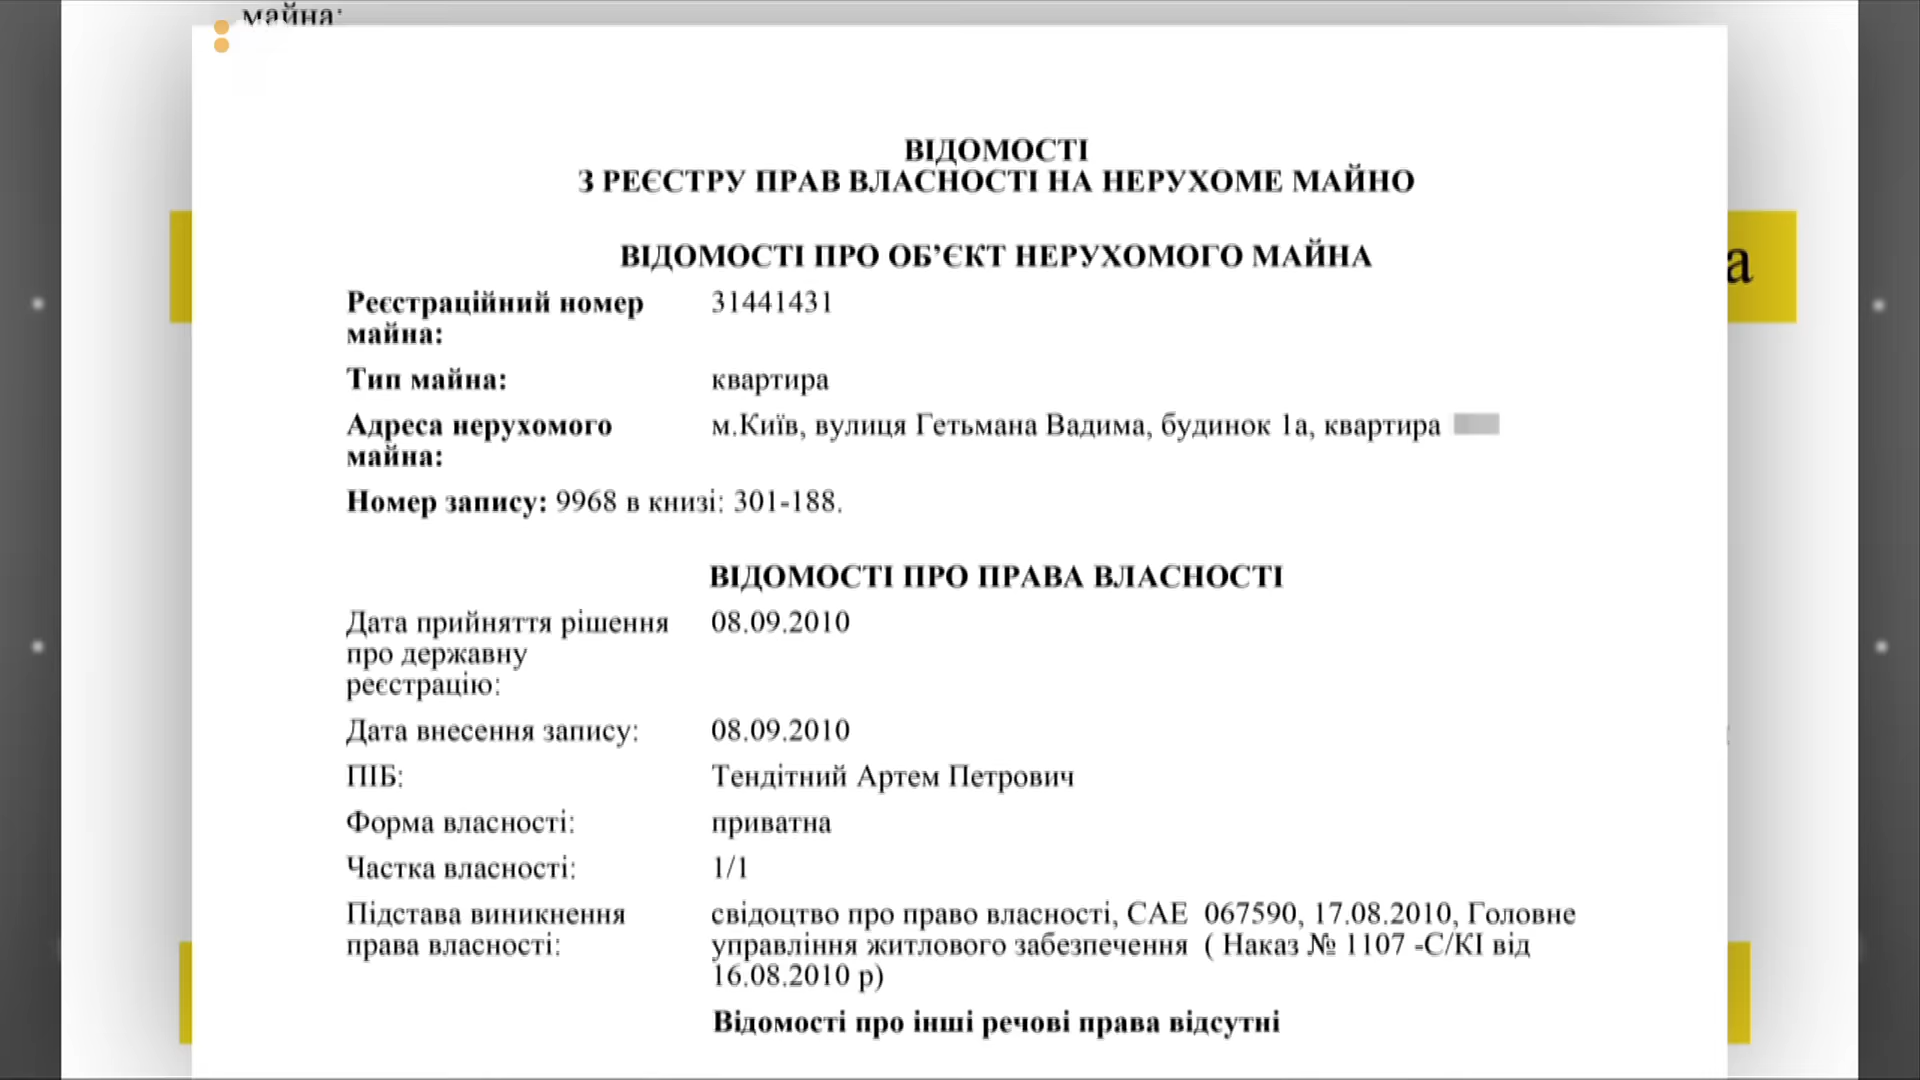 майна:
ВІДОМОСТІ
З РЕЄСТРУ ПРАВ ВЛАСНОСТІ НА НЕРУХОМЕ МАЙНО
ВІДОМОСТІ ПРО ОБ’ЄКТ НЕРУХОМОГО МАЙНА
Реєстраційний номер 31441431
майна:
Тип майна: квартира
Адреса нерухомого м.Київ, вулиця Гетьмана Вадима, будинок 1а, квартира
майна:
Номер запису: 9968 в книзі: 301-188.
ВІДОМОСТІ ПРО ПРАВА ВЛАСНОСТІ
Дата прийняття рішення 08.09.2010
про державну
реєстрацію:
Дата внесення запису: 08.09.2010
ПІБ: Тендітний Артем Петрович
Форма власності: приватна
Частка власності: 1/1
Підстава виникнення свідоцтво про право власності, САЕ 067590, 17.08.2010, Головне
права власності: управління житлового забезпечення ( Наказ № 1107 -С/КІ від
16.08.2010 р)
Відомості про інші речові права відсутні
а